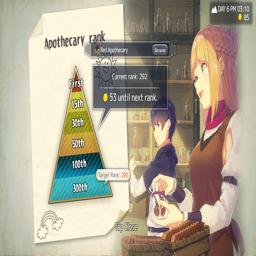 DAY 6 PM 03:10
85
Apothecary rank
Red Apothecary
Rename
Current rank: 292
53 until next rank.
First
15th
30th
50th
100th
300th
Target Rank: 290
Close